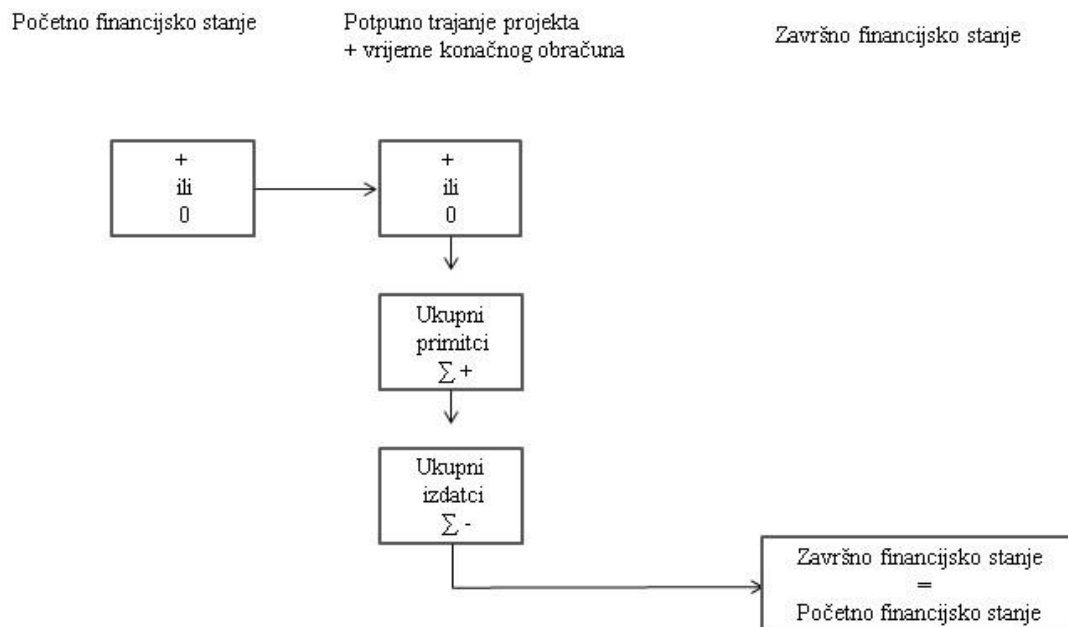 Početno financijsko stanje
Potpuno trajanje projekta
+ vrijeme konačnog obračuna
Završno financijsko stanje
+
ili
0
+
ili
0
Ukupni
primitci
∑ +
Ukupni
izdatci
∑ -
Završno financijsko stanje
=
Početno financijsko stanje